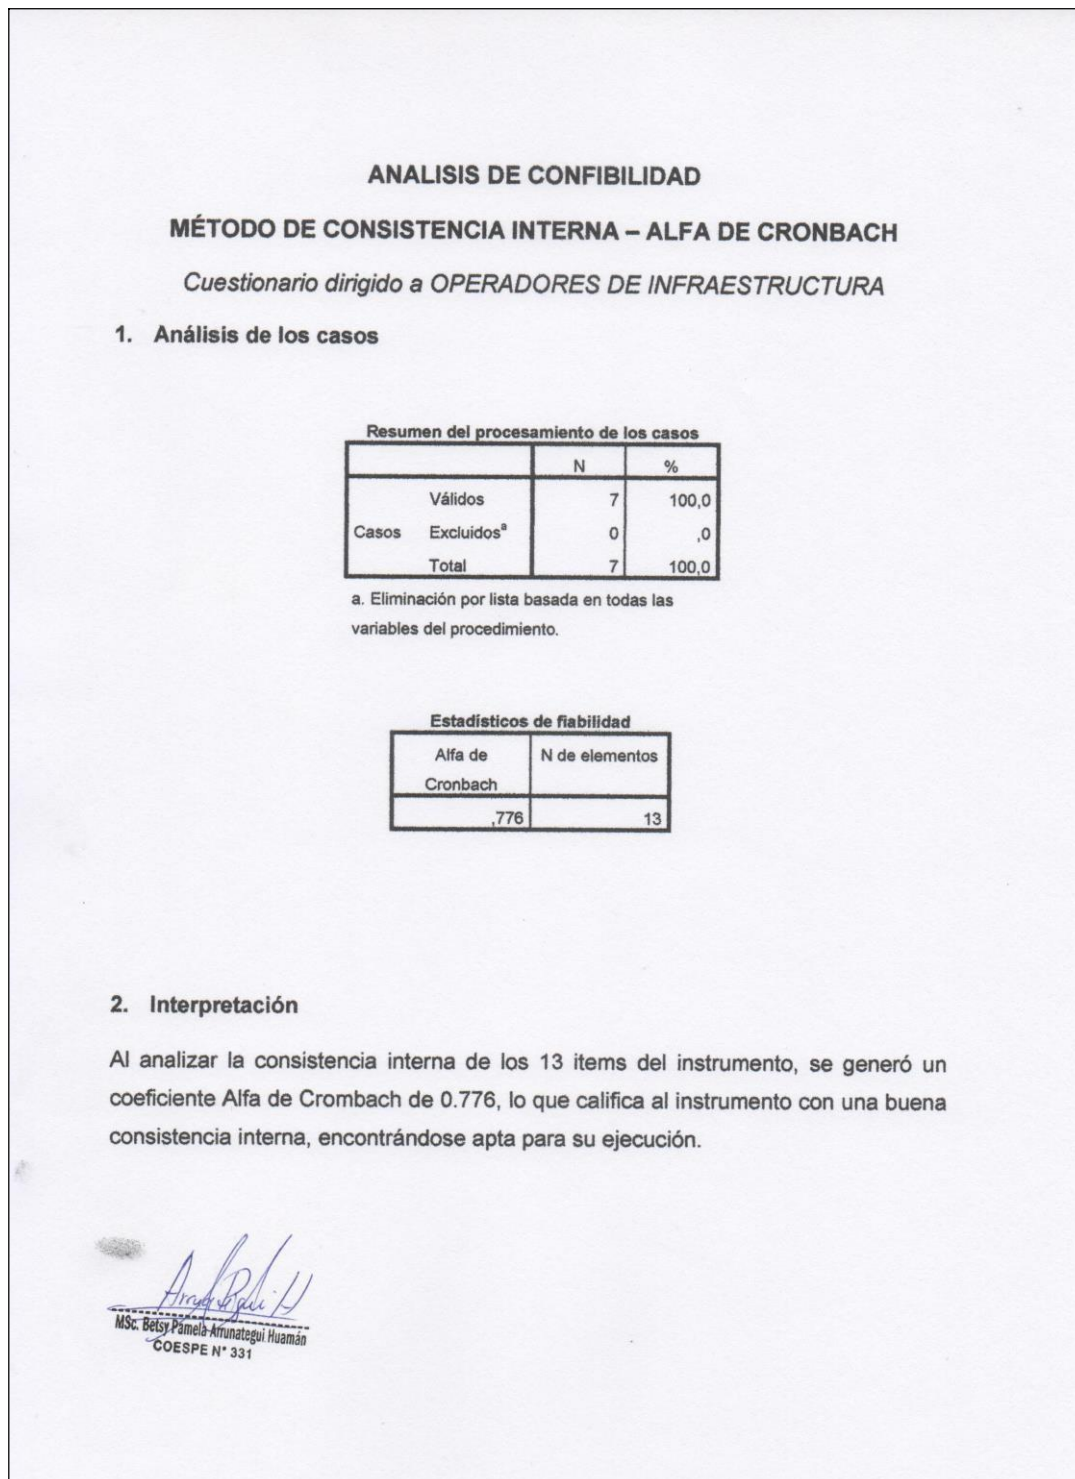 ANALISIS DE CONFIBILIDAD
MÉTODO DE CONSISTENCIA INTERNA – ALFA DE CRONBACH
Cuestionario dirigido a OPERADORES DE INFRAESTRUCTURA
1. Análisis de los casos
Resumen del procesamiento de los casos
N %
Válidos 7 100,0
Casos Excluidosª 0 ,0
Total 7 100,0
a. Eliminación por lista basada en todas las
variables del procedimiento.
Estadísticos de fiabilidad
Alfa de N de elementos
Cronbach
,776 13
2. Interpretación
Al analizar la consistencia interna de los 13 items del instrumento, se generó un
coeficiente Alfa de Crombach de 0.776, lo que califica al instrumento con una buena
consistencia interna, encontrándose apta para su ejecución.
MSc. Betsy Pamela Arrunategui Huamán
COESPE N° 331